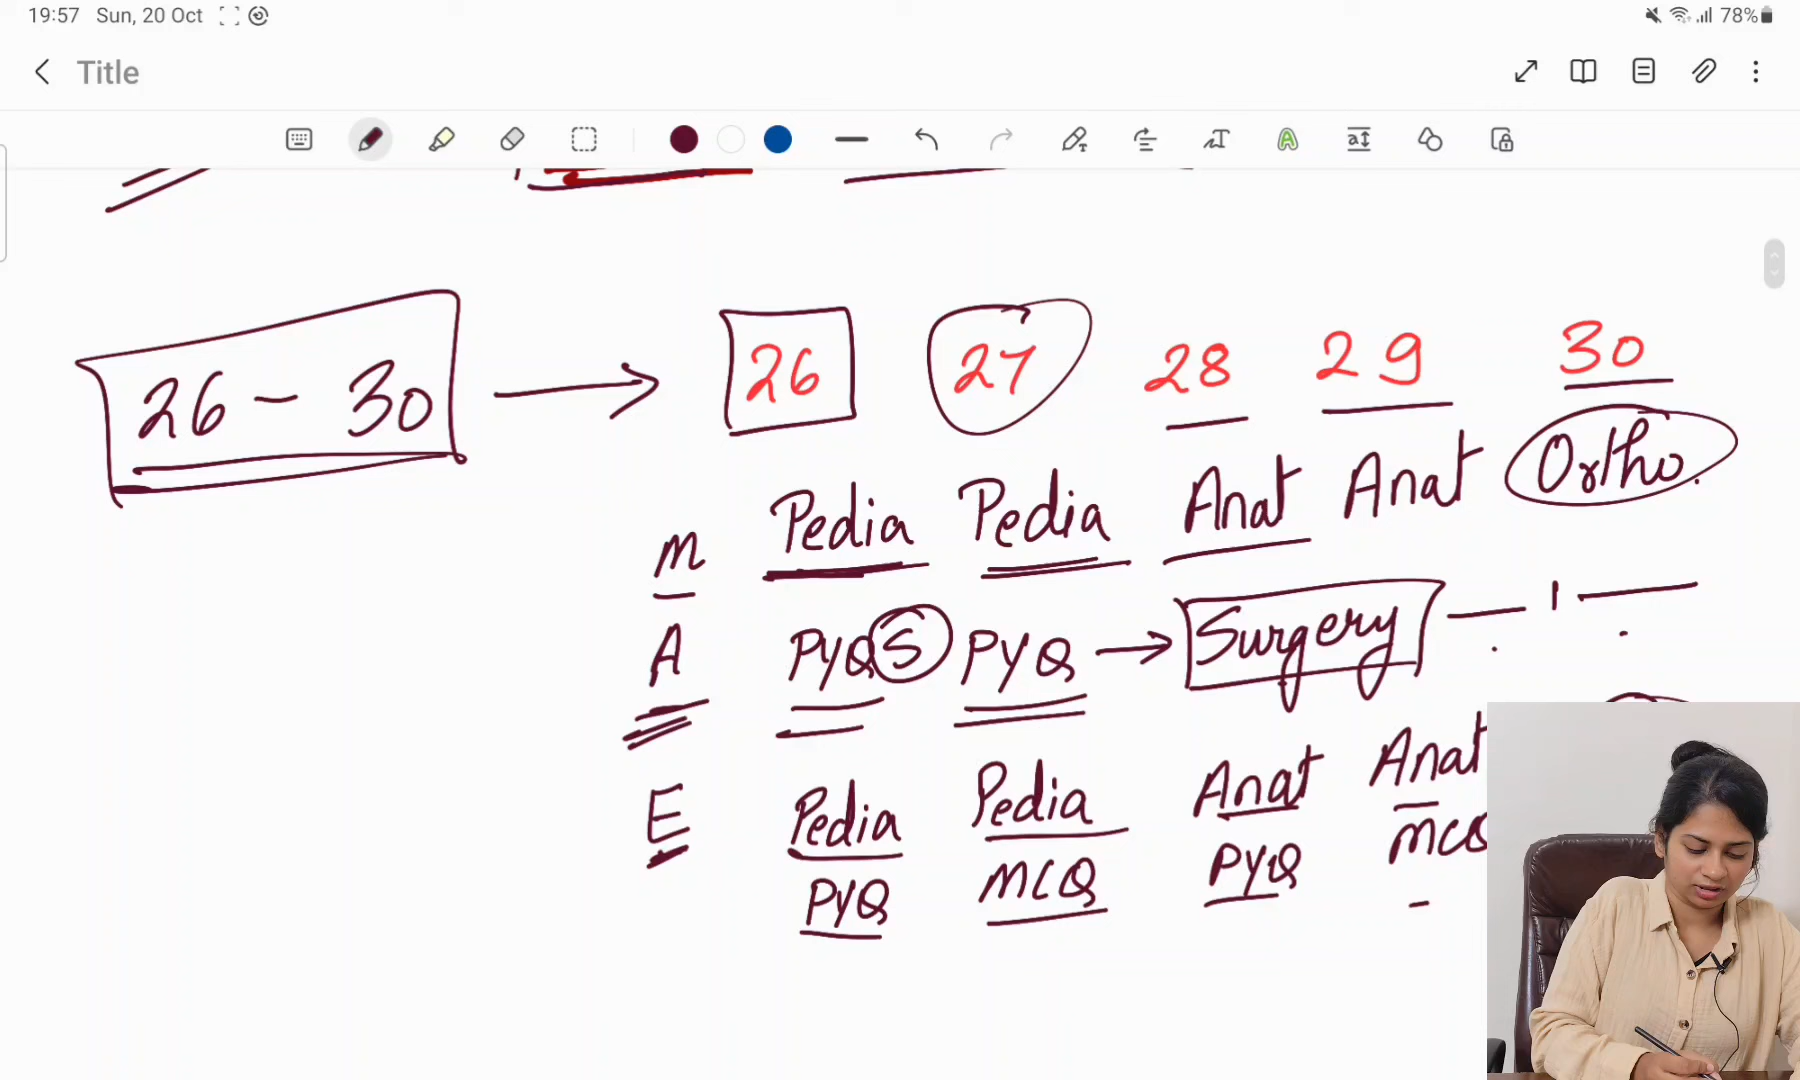 19:57 Sun, 20 Oct 78%
Title
26 - 30 → 26 27 28 29 30
M Pedia Pedia Anat Anat Ortho.
A PYQ S PYQ → Surgery
E Pedia Pedia Anat Anat
PYQ MCQ PYQ MCQ